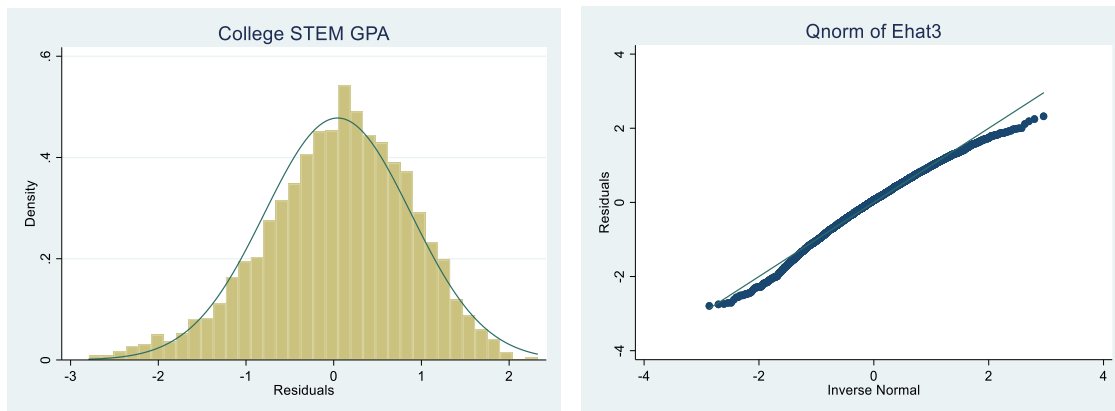 College STEM GPA
.6
.4
.2
0
Density
-3 -2 -1 0 1 2
Residuals
Qnorm of Ehat3
4
2
0
-2
-4
Residuals
-4 -2 0 2 4
Inverse Normal